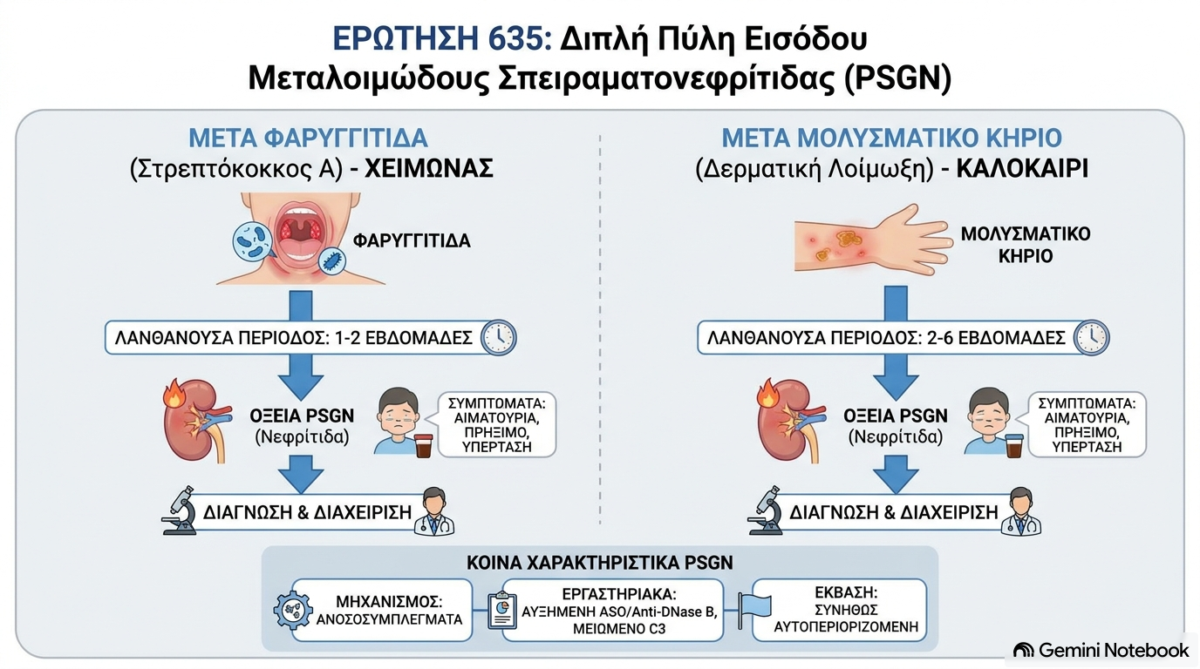 ΕΡΩΤΗΣΗ 635: Διπλή Πύλη Εισόδου
Μεταλοιμώδους Σπειραματονεφρίτιδας (PSGN)
ΜΕΤΑ ΦΑΡΥΓΓΙΤΙΔΑ
(Στρεπτόκοκκος Α) - ΧΕΙΜΩΝΑΣ
ΦΑΡΥΓΓΙΤΙΔΑ
ΛΑΝΘΑΝΟΥΣΑ ΠΕΡΙΟΔΟΣ: 1-2 ΕΒΔΟΜΑΔΕΣ
ΟΞΕΙΑ PSGN
(Νεφρίτιδα)
ΣΥΜΠΤΩΜΑΤΑ:
ΑΙΜΑΤΟΥΡΙΑ,
ΠΡΗΞΙΜΟ,
ΥΠΕΡΤΑΣΗ
ΔΙΑΓΝΩΣΗ & ΔΙΑΧΕΙΡΙΣΗ
ΜΕΤΑ ΜΟΛΥΣΜΑΤΙΚΟ ΚΗΡΙΟ
(Δερματική Λοίμωξη) - ΚΑΛΟΚΑΙΡΙ
ΜΟΛΥΣΜΑΤΙΚΟ
ΚΗΡΙΟ
ΛΑΝΘΑΝΟΥΣΑ ΠΕΡΙΟΔΟΣ: 2-6 ΕΒΔΟΜΑΔΕΣ
ΟΞΕΙΑ PSGN
(Νεφρίτιδα)
ΣΥΜΠΤΩΜΑΤΑ:
ΑΙΜΑΤΟΥΡΙΑ,
ΠΡΗΞΙΜΟ,
ΥΠΕΡΤΑΣΗ
ΔΙΑΓΝΩΣΗ & ΔΙΑΧΕΙΡΙΣΗ
ΚΟΙΝΑ ΧΑΡΑΚΤΗΡΙΣΤΙΚΑ PSGN
ΜΗΧΑΝΙΣΜΟΣ:
ΑΝΟΣΟΣΥΜΠΛΕΓΜΑΤΑ
ΕΡΓΑΣΤΗΡΙΑΚΑ:
ΑΥΞΗΜΕΝΗ ASO/Anti-DNase B,
ΜΕΙΩΜΕΝΟ C3
ΕΚΒΑΣΗ:
ΣΥΝΗΘΩΣ
ΑΥΤΟΠΕΡΙΟΡΙΖΟΜΕΝΗ
Gemini Notebook